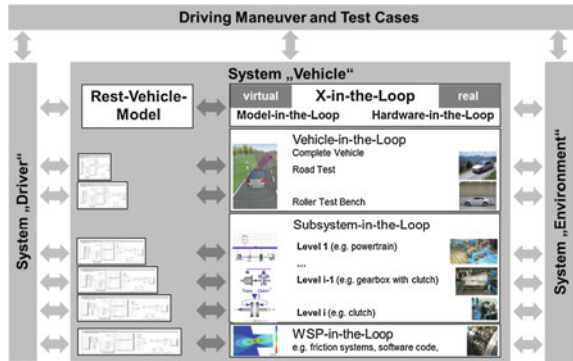 Driving Maneuver and Test Cases
System „Driver“
System „Vehicle“
System „Environment“
Rest-Vehicle-
Model
virtual
X-in-the-Loop
real
Model-in-the-Loop
Hardware-in-the-Loop
Vehicle-in-the-Loop
Complete Vehicle
Road Test
Roller Test Bench
Subsystem-in-the-Loop
Level 1 (e.g. powertrain)
...
Level i-1 (e.g. gearbox with clutch)
Level i (e.g. clutch)
WSP-in-the-Loop
e.g. friction systems, software code,